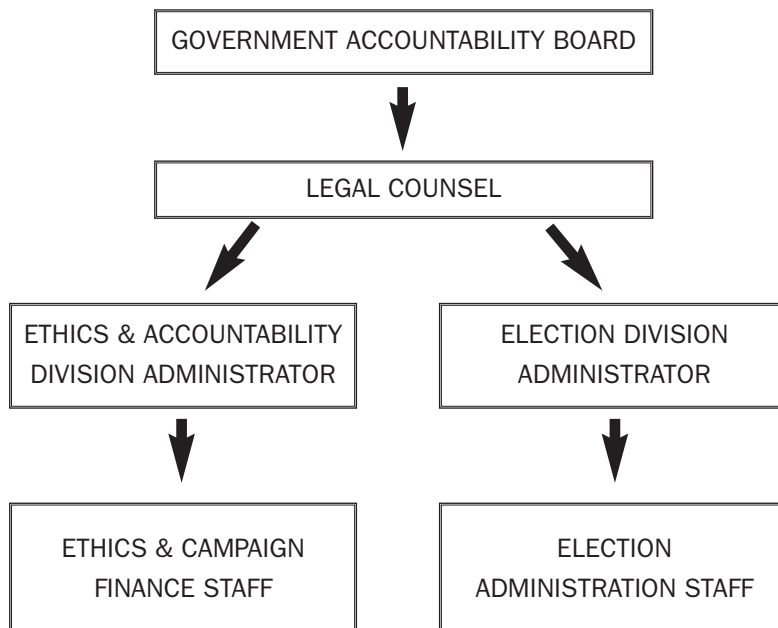 GOVERNMENT ACCOUNTABILITY BOARD
LEGAL COUNSEL
ETHICS & ACCOUNTABILITY
DIVISION ADMINISTRATOR
ELECTION DIVISION
ADMINISTRATOR
ETHICS & CAMPAIGN
FINANCE STAFF
ELECTION
ADMINISTRATION STAFF